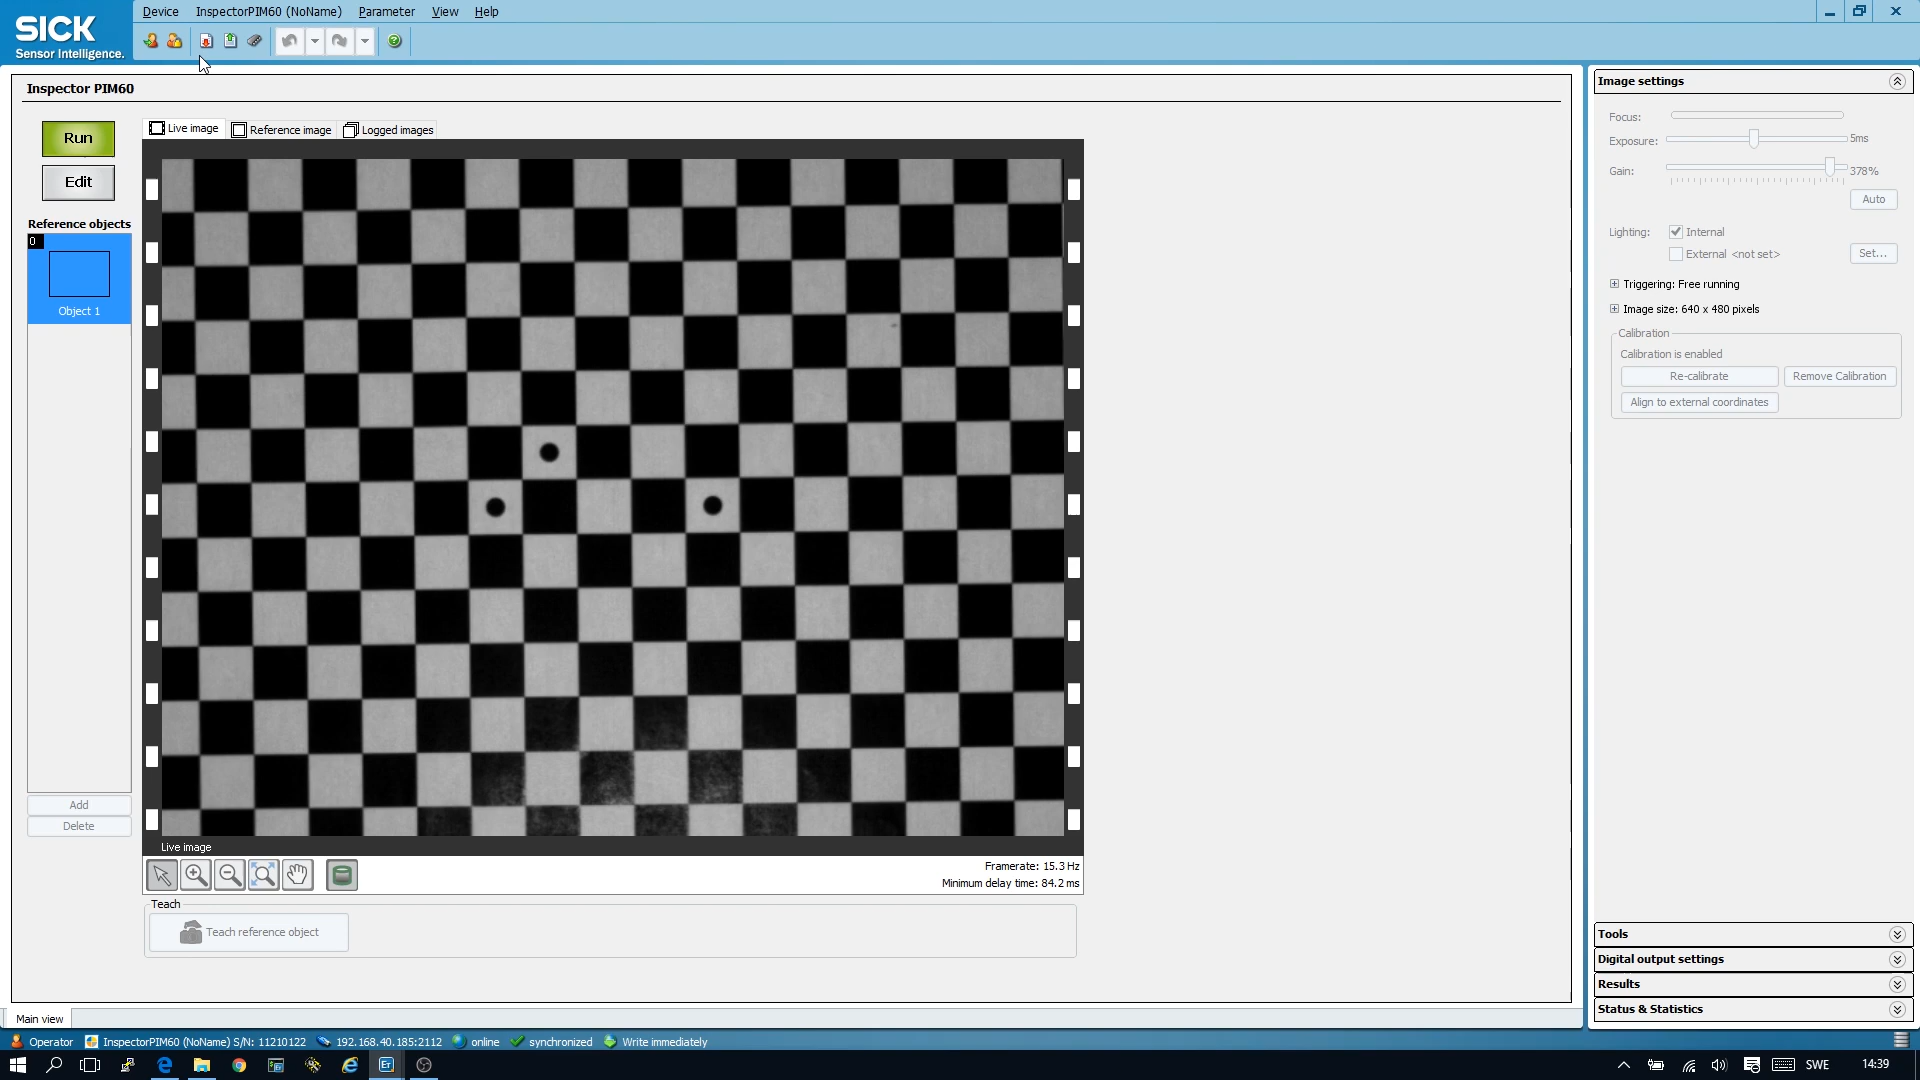 SICK
Sensor Intelligence.
Device InspectorPIM60 (NoName) Parameter View Help
Inspector PIM60
Run
Edit
Reference objects
0
Object 1
Add
Delete
Live image Reference image Logged images
Live image
Framerate: 15.3 Hz
Minimum delay time: 84.2 ms
Teach
Teach reference object
Image settings
Focus:
Exposure: 5ms
Gain: 378%
Auto
Lighting: Internal
External <not set> Set...
Triggering: Free running
Image size: 640 x 480 pixels
Calibration
Calibration is enabled
Re-calibrate Remove Calibration
Align to external coordinates
Tools
Digital output settings
Results
Status & Statistics
Main view
Operator InspectorPIM60 (NoName) S/N: 11210122 192.168.40.185:2112 online synchronized Write immediately
Er SWE 14:39